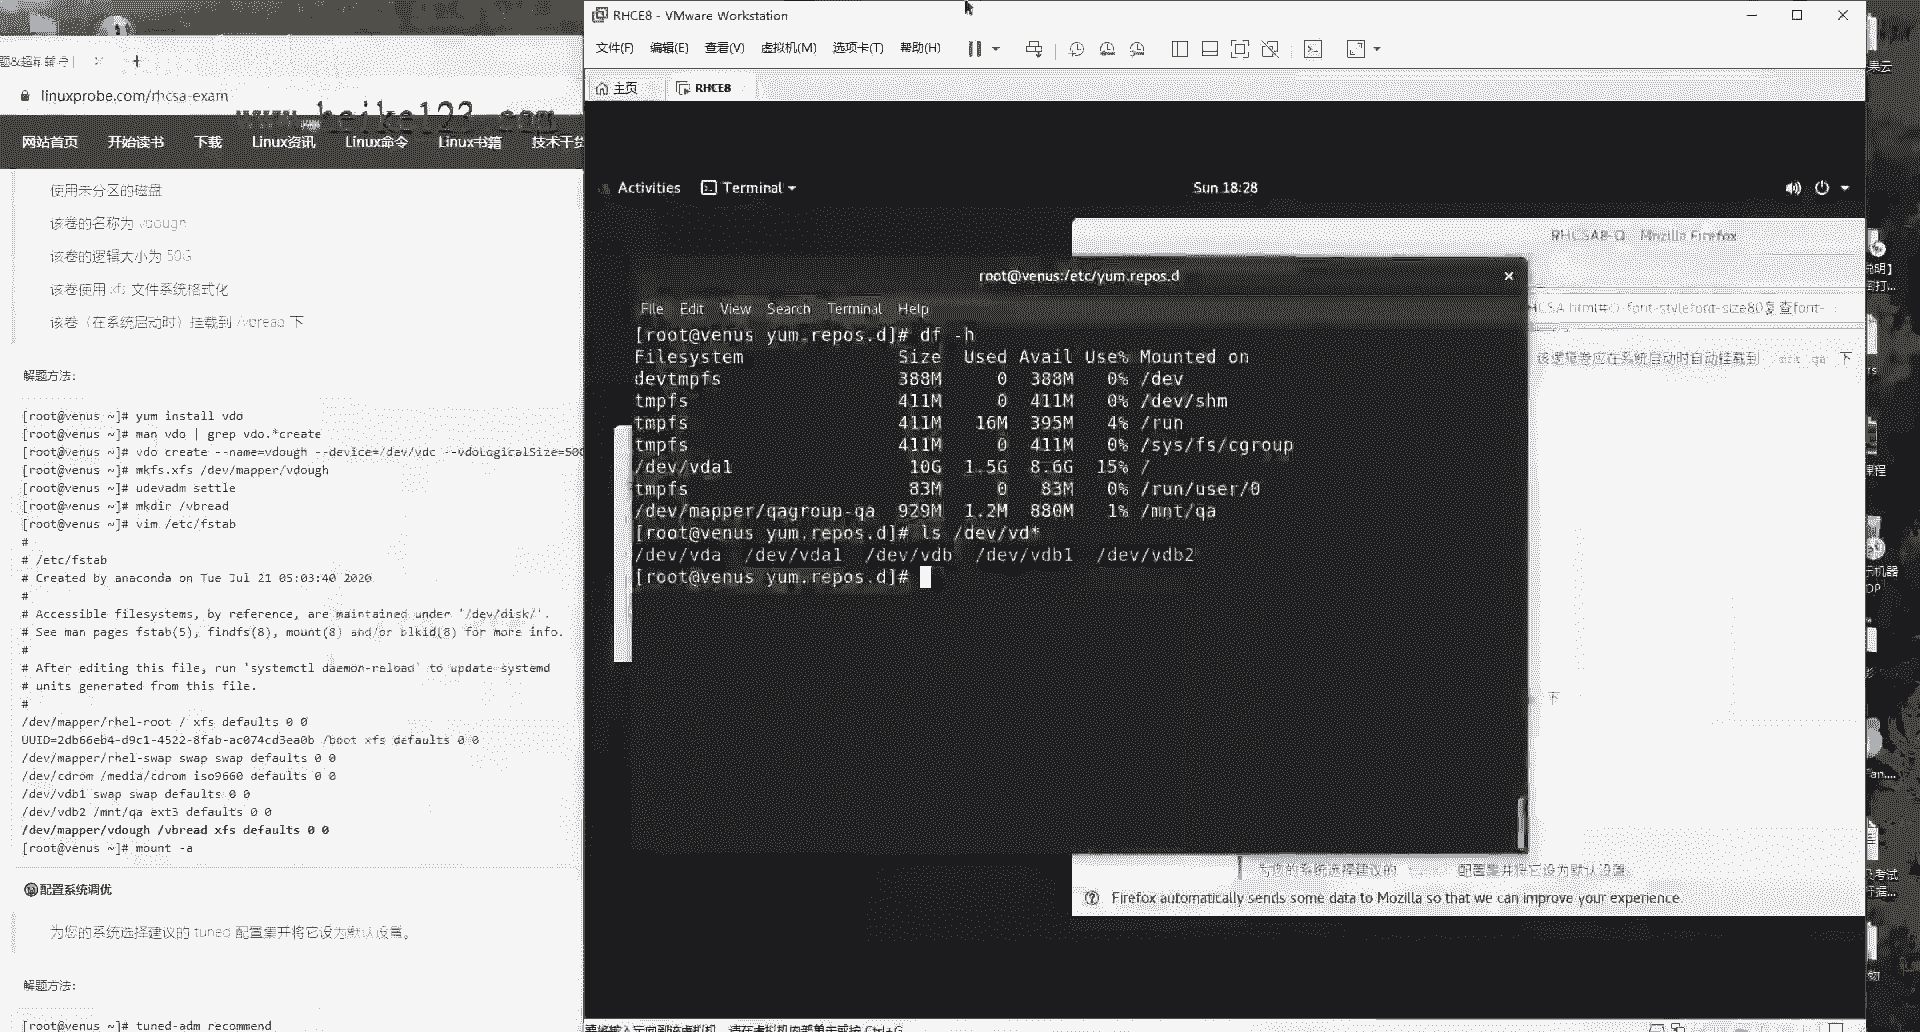 linuxprobe.com/rhcsa-exam
www.heike123.com
网站首页 开始读书 下载 Linux资讯 Linux命令 Linux书籍 技术干货
使用未分区的磁盘
该卷的名称为 vdough
该卷的逻辑大小为 50G
该卷使用 xfs 文件系统格式化
该卷（在系统启动时）挂载到 /vbread 下
解题方法:
[root@venus ~]# yum install vdo
[root@venus ~]# man vdo | grep vdo.*create
[root@venus ~]# vdo create --name=vdough --device=/dev/vdc --vdoLogicalSize=50G
[root@venus ~]# mkfs.xfs /dev/mapper/vdough
[root@venus ~]# udevadm settle
[root@venus ~]# mkdir /vbread
[root@venus ~]# vim /etc/fstab
#
# /etc/fstab
# Created by anaconda on Tue Jul 21 05:03:40 2020
#
# Accessible filesystems, by reference, are maintained under '/dev/disk/'.
# See man pages fstab(5), findfs(8), mount(8) and/or blkid(8) for more info.
#
# After editing this file, run 'systemctl daemon-reload' to update systemd
# units generated from this file.
#
/dev/mapper/rhel-root / xfs defaults 0 0
UUID=2db66eb4-d9c1-4522-8fab-ac074cd3ea0b /boot xfs defaults 0 0
/dev/mapper/rhel-swap swap swap defaults 0 0
/dev/cdrom /media/cdrom iso9660 defaults 0 0
/dev/vdb1 swap swap defaults 0 0
/dev/vdb2 /mnt/qa ext3 defaults 0 0
/dev/mapper/vdough /vbread xfs defaults 0 0
[root@venus ~]# mount -a
配置系统调优
为您的系统选择建议的 tuned 配置集并将它设为默认设置。
解题方法:
[root@venus ~]# tuned-adm recommend
RHCE8 - VMware Workstation
文件(F) 编辑(E) 查看(V) 虚拟机(M) 选项卡(T) 帮助(H)
主页 RHCE8
Activities Terminal Sun 18:28
RHCSA8-Q - Mozilla Firefox
root@venus:/etc/yum.repos.d
File Edit View Search Terminal Help
[root@venus yum.repos.d]# df -h
Filesystem Size Used Avail Use% Mounted on
devtmpfs 388M 0 388M 0% /dev
tmpfs 411M 0 411M 0% /dev/shm
tmpfs 411M 16M 395M 4% /run
tmpfs 411M 0 411M 0% /sys/fs/cgroup
/dev/vda1 10G 1.5G 8.6G 15% /
tmpfs 83M 0 83M 0% /run/user/0
/dev/mapper/qagroup-qa 929M 1.2M 880M 1% /mnt/qa
[root@venus yum.repos.d]# ls /dev/vd*
/dev/vda /dev/vda1 /dev/vdb /dev/vdb1 /dev/vdb2
[root@venus yum.repos.d]#
该逻辑卷应在系统启动时自动挂载到 下
下
为您的系统选择建议的 配置集并将它设为默认设置。
Firefox automatically sends some data to Mozilla so that we can improve your experience.